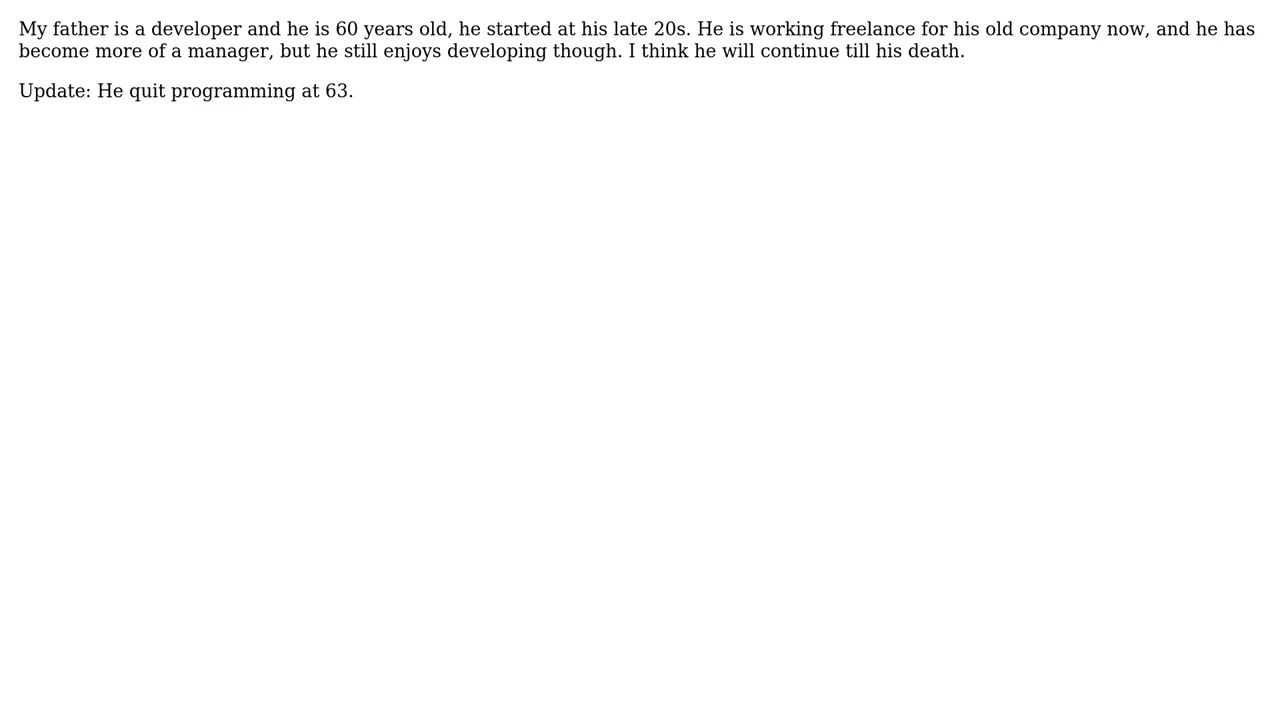 My father is a developer and he is 60 years old, he started at his late 20s. He is working freelance for his old company now, and he has
become more of a manager, but he still enjoys developing though. I think he will continue till his death.
Update: He quit programming at 63.